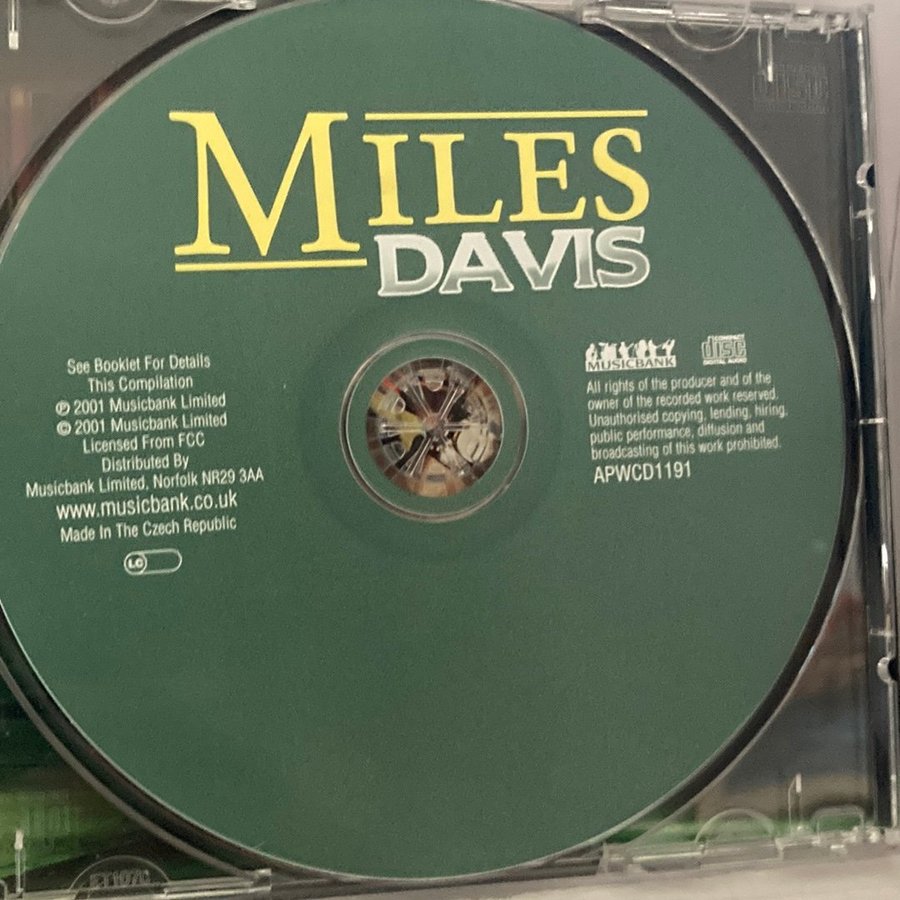 MILES
DAVIS
See Booklet For Details
This Compilation
℗ 2001 Musicbank Limited
© 2001 Musicbank Limited
Licensed From FCC
Distributed By
Musicbank Limited, Norfolk NR29 3AA
www.musicbank.co.uk
Made In The Czech Republic
LC
MUSICBANK
COMPACT
disc
DIGITAL AUDIO
All rights of the producer and of the
owner of the recorded work reserved.
Unauthorised copying, lending, hiring,
public performance, diffusion and
broadcasting of this work prohibited.
APWCD1191